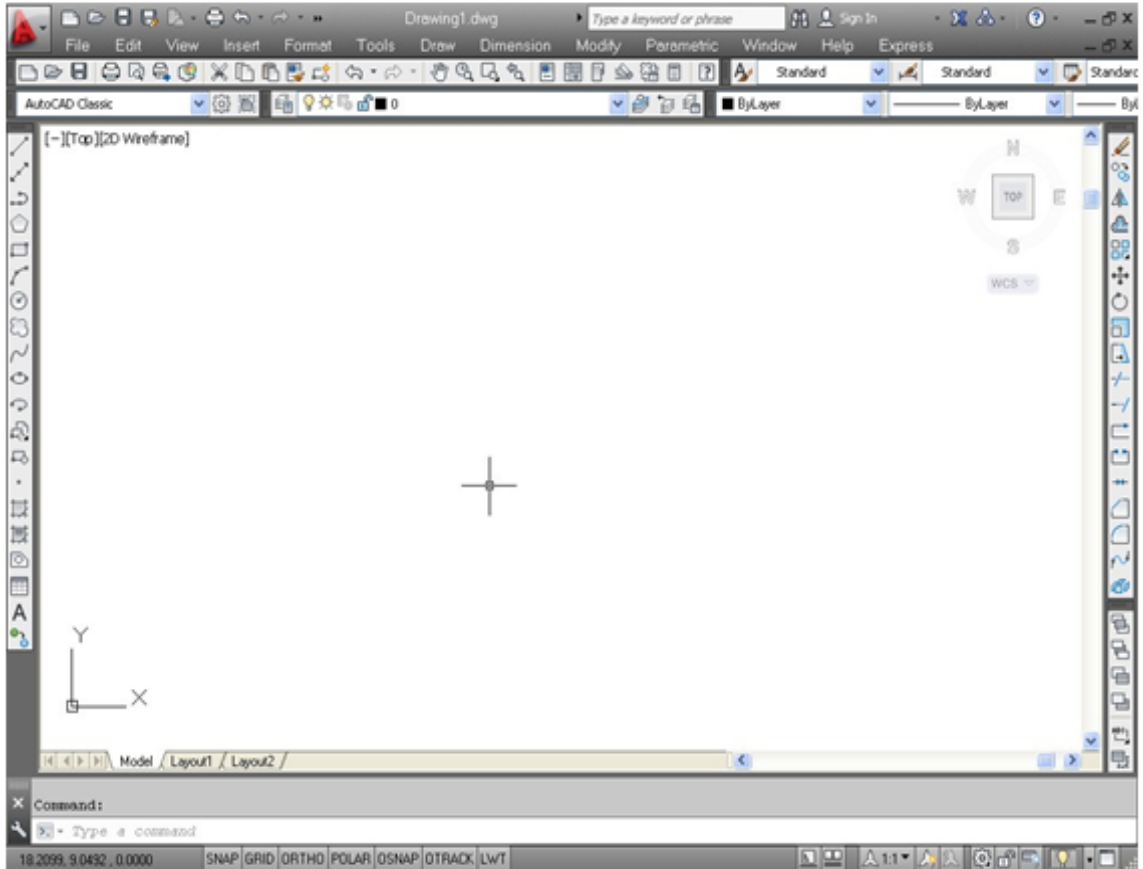 Drawing1.dwg Type a keyword or phrase Sign In
File Edit View Insert Format Tools Draw Dimension Modify Parametric Window Help Express
Standard Standard Standard
AutoCAD Classic 0 ByLayer ByLayer
[-][Top][2D Wireframe]
N
W TOP E
S
WCS
A
Y
X
Model Layout1 Layout2
Command:
Type a command
18.2099, 9.0492, 0.0000 SNAP GRID ORTHO POLAR OSNAP OTRACK LWT 1:1